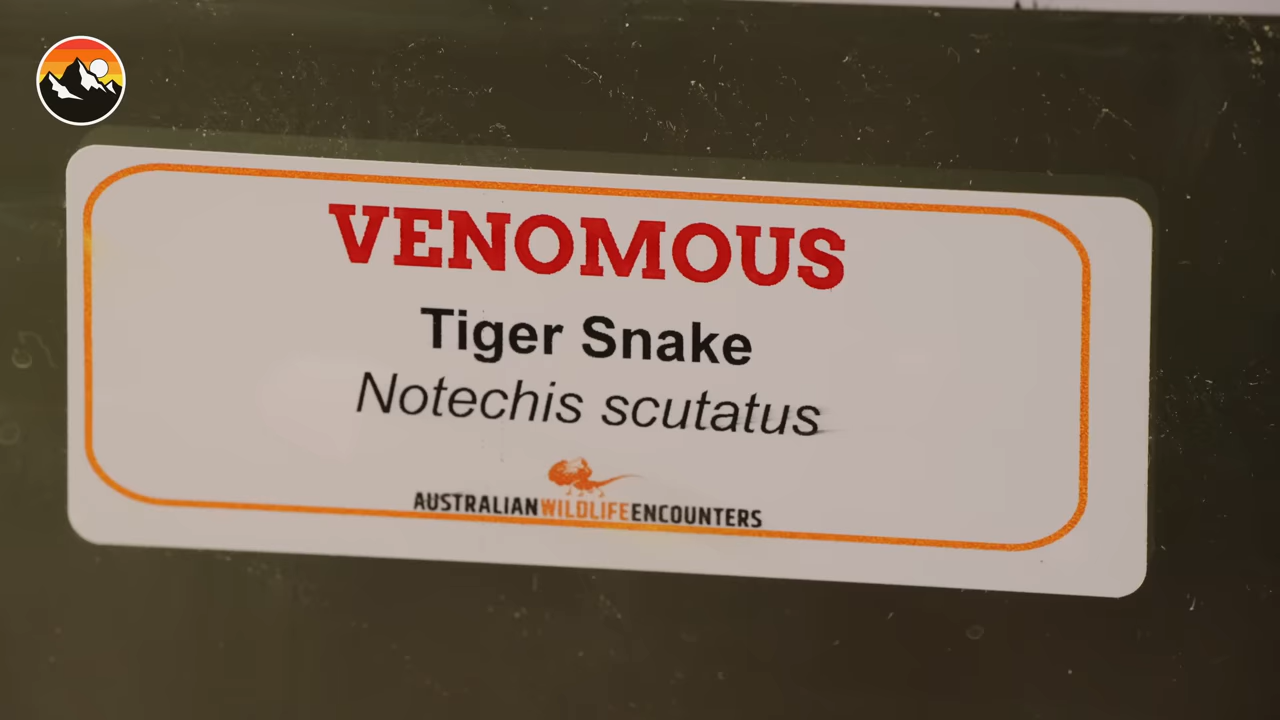 VENOMOUS
Tiger Snake
Notechis scutatus
AUSTRALIANWILDLIFEENCOUNTERS